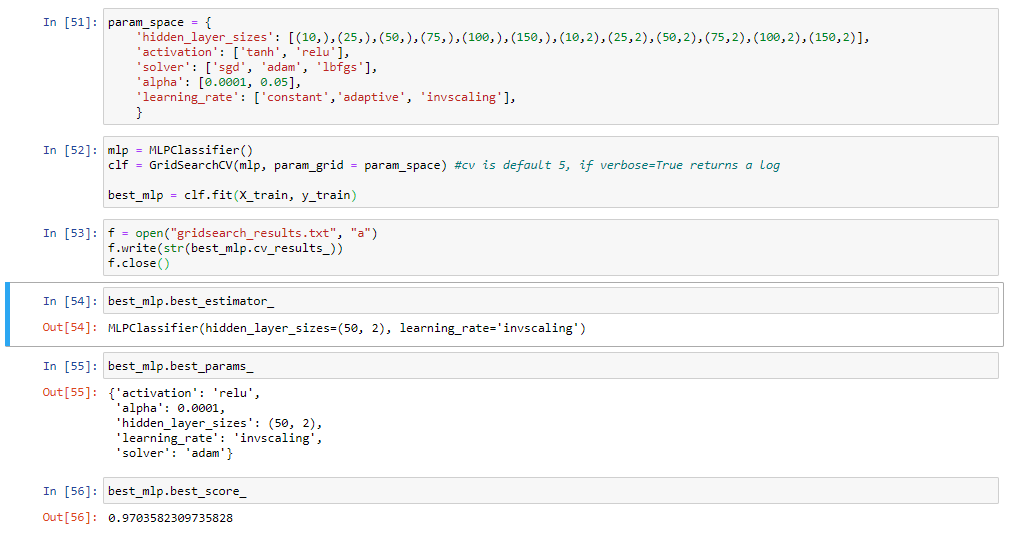 In [51]: param_space = {
    'hidden_layer_sizes': [(10,),(25,),(50,),(75,),(100,),(150,),(10,2),(25,2),(50,2),(75,2),(100,2),(150,2)],
    'activation': ['tanh', 'relu'],
    'solver': ['sgd', 'adam', 'lbfgs'],
    'alpha': [0.0001, 0.05],
    'learning_rate': ['constant','adaptive', 'invscaling'],
    }
In [52]: mlp = MLPClassifier()
clf = GridSearchCV(mlp, param_grid = param_space) #cv is default 5, if verbose=True returns a log
best_mlp = clf.fit(X_train, y_train)
In [53]: f = open("gridsearch_results.txt", "a")
f.write(str(best_mlp.cv_results_))
f.close()
In [54]: best_mlp.best_estimator_
Out[54]: MLPClassifier(hidden_layer_sizes=(50, 2), learning_rate='invscaling')
In [55]: best_mlp.best_params_
Out[55]: {'activation': 'relu',
 'alpha': 0.0001,
 'hidden_layer_sizes': (50, 2),
 'learning_rate': 'invscaling',
 'solver': 'adam'}
In [56]: best_mlp.best_score_
Out[56]: 0.9703582309735828